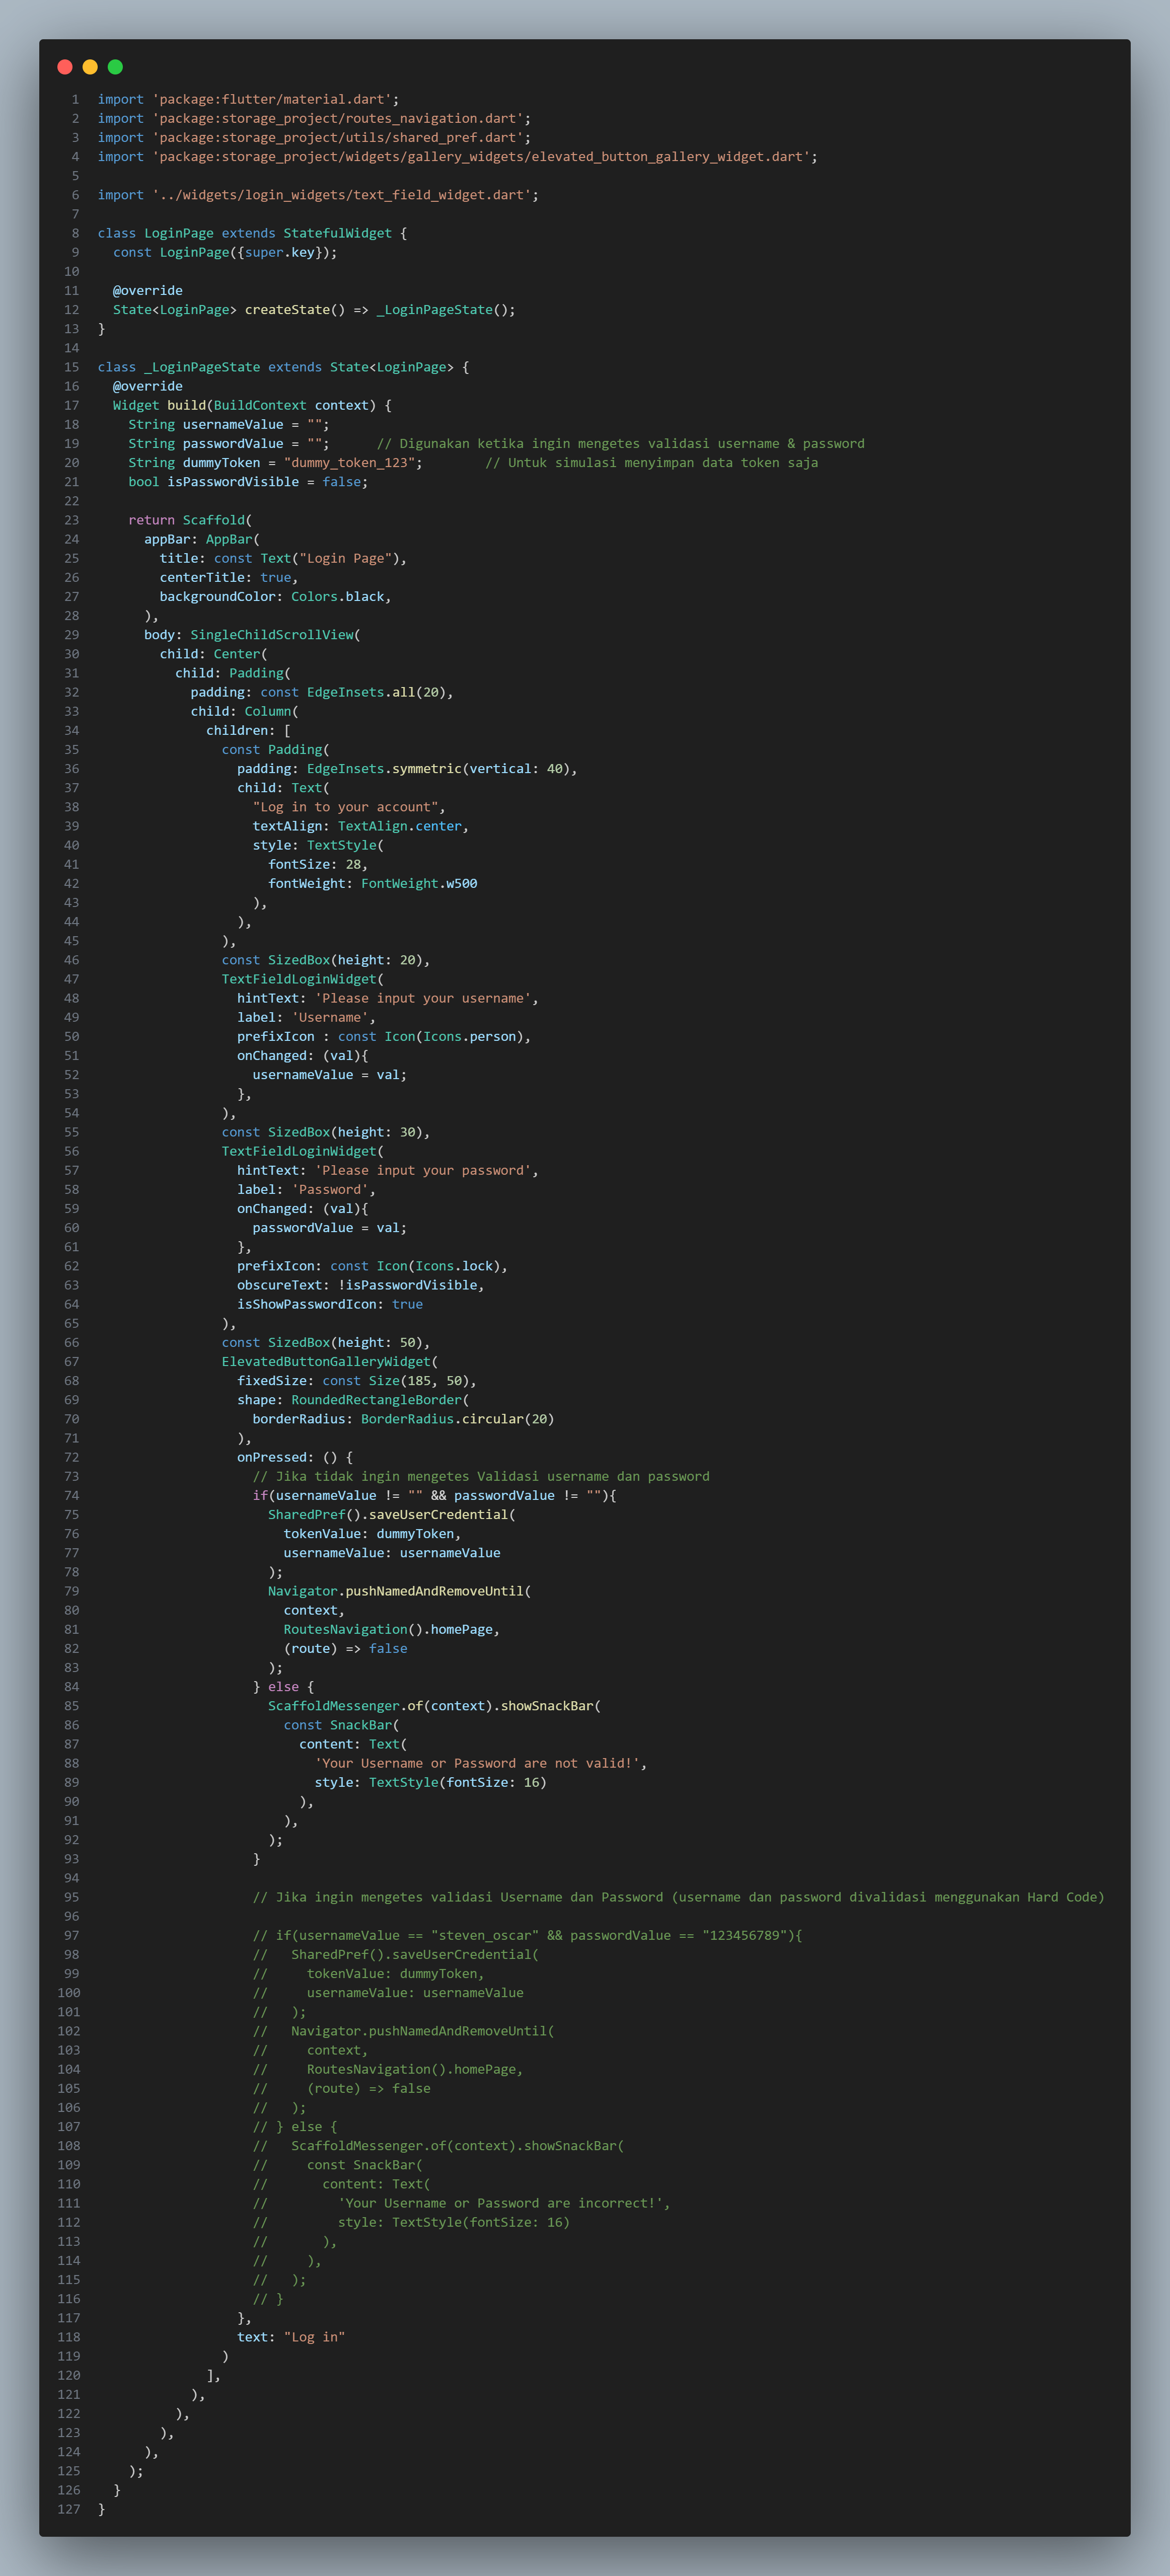 1 import 'package:flutter/material.dart';
2 import 'package:storage_project/routes_navigation.dart';
3 import 'package:storage_project/utils/shared_pref.dart';
4 import 'package:storage_project/widgets/gallery_widgets/elevated_button_gallery_widget.dart';
5
6 import '../widgets/login_widgets/text_field_widget.dart';
7
8 class LoginPage extends StatefulWidget {
9   const LoginPage({super.key});
10
11   @override
12   State<LoginPage> createState() => _LoginPageState();
13 }
14
15 class _LoginPageState extends State<LoginPage> {
16   @override
17   Widget build(BuildContext context) {
18     String usernameValue = "";
19     String passwordValue = "";      // Digunakan ketika ingin mengetes validasi username & password
20     String dummyToken = "dummy_token_123";        // Untuk simulasi menyimpan data token saja
21     bool isPasswordVisible = false;
22
23     return Scaffold(
24       appBar: AppBar(
25         title: const Text("Login Page"),
26         centerTitle: true,
27         backgroundColor: Colors.black,
28       ),
29       body: SingleChildScrollView(
30         child: Center(
31           child: Padding(
32             padding: const EdgeInsets.all(20),
33             child: Column(
34               children: [
35                 const Padding(
36                   padding: EdgeInsets.symmetric(vertical: 40),
37                   child: Text(
38                     "Log in to your account",
39                     textAlign: TextAlign.center,
40                     style: TextStyle(
41                       fontSize: 28,
42                       fontWeight: FontWeight.w500
43                     ),
44                   ),
45                 ),
46                 const SizedBox(height: 20),
47                 TextFieldLoginWidget(
48                   hintText: 'Please input your username',
49                   label: 'Username',
50                   prefixIcon : const Icon(Icons.person),
51                   onChanged: (val){
52                     usernameValue = val;
53                   },
54                 ),
55                 const SizedBox(height: 30),
56                 TextFieldLoginWidget(
57                   hintText: 'Please input your password',
58                   label: 'Password',
59                   onChanged: (val){
60                     passwordValue = val;
61                   },
62                   prefixIcon: const Icon(Icons.lock),
63                   obscureText: !isPasswordVisible,
64                   isShowPasswordIcon: true
65                 ),
66                 const SizedBox(height: 50),
67                 ElevatedButtonGalleryWidget(
68                   fixedSize: const Size(185, 50),
69                   shape: RoundedRectangleBorder(
70                     borderRadius: BorderRadius.circular(20)
71                   ),
72                   onPressed: () {
73                     // Jika tidak ingin mengetes Validasi username dan password
74                     if(usernameValue != "" && passwordValue != ""){
75                       SharedPref().saveUserCredential(
76                         tokenValue: dummyToken,
77                         usernameValue: usernameValue
78                       );
79                       Navigator.pushNamedAndRemoveUntil(
80                         context,
81                         RoutesNavigation().homePage,
82                         (route) => false
83                       );
84                     } else {
85                       ScaffoldMessenger.of(context).showSnackBar(
86                         const SnackBar(
87                           content: Text(
88                             'Your Username or Password are not valid!',
89                             style: TextStyle(fontSize: 16)
90                           ),
91                         ),
92                       );
93                     }
94
95                     // Jika ingin mengetes validasi Username dan Password (username dan password divalidasi menggunakan Hard Code)
96
97                     // if(usernameValue == "steven_oscar" && passwordValue == "123456789"){
98                     //   SharedPref().saveUserCredential(
99                     //     tokenValue: dummyToken,
100                     //     usernameValue: usernameValue
101                     //   );
102                     //   Navigator.pushNamedAndRemoveUntil(
103                     //     context,
104                     //     RoutesNavigation().homePage,
105                     //     (route) => false
106                     //   );
107                     // } else {
108                     //   ScaffoldMessenger.of(context).showSnackBar(
109                     //     const SnackBar(
110                     //       content: Text(
111                     //         'Your Username or Password are incorrect!',
112                     //         style: TextStyle(fontSize: 16)
113                     //       ),
114                     //     ),
115                     //   );
116                     // }
117                   },
118                   text: "Log in"
119                 )
120               ],
121             ),
122           ),
123         ),
124       ),
125     );
126   }
127 }